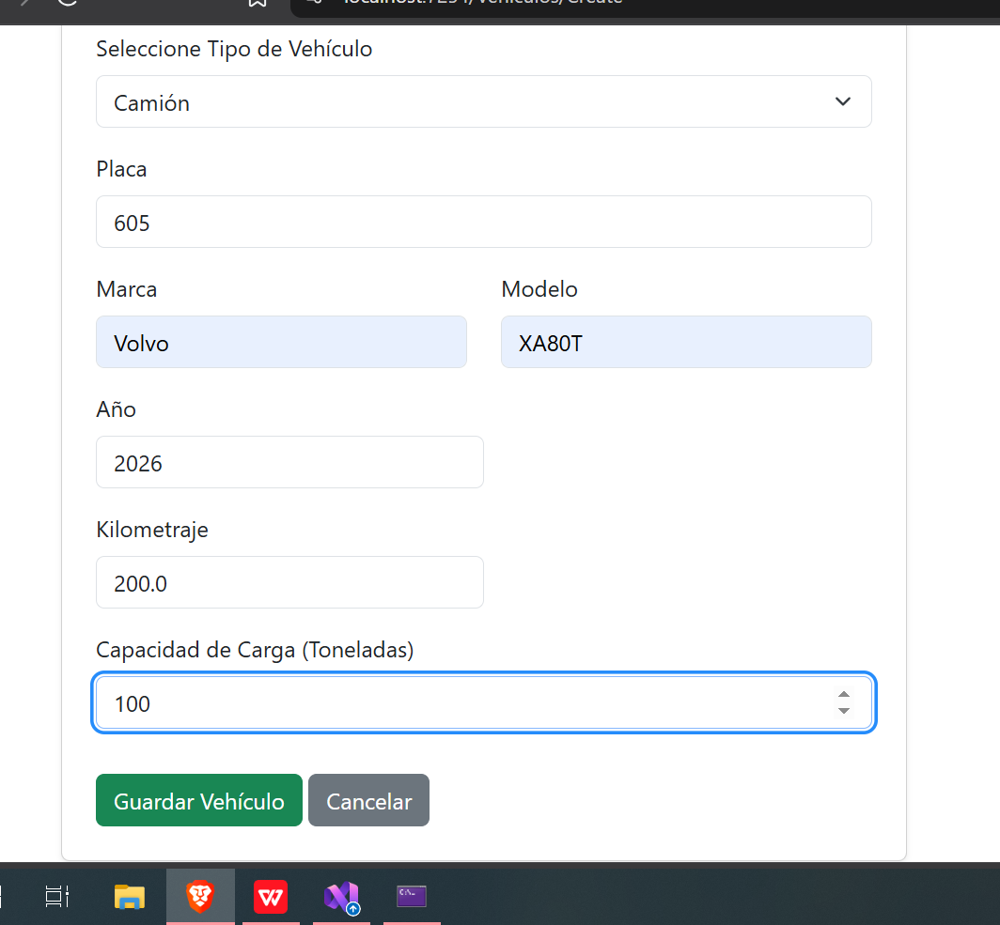 Seleccione Tipo de Vehículo
Camión
Placa
605
Marca
Modelo
Volvo
XA80T
Año
2026
Kilometraje
200.0
Capacidad de Carga (Toneladas)
100
Guardar Vehículo
Cancelar